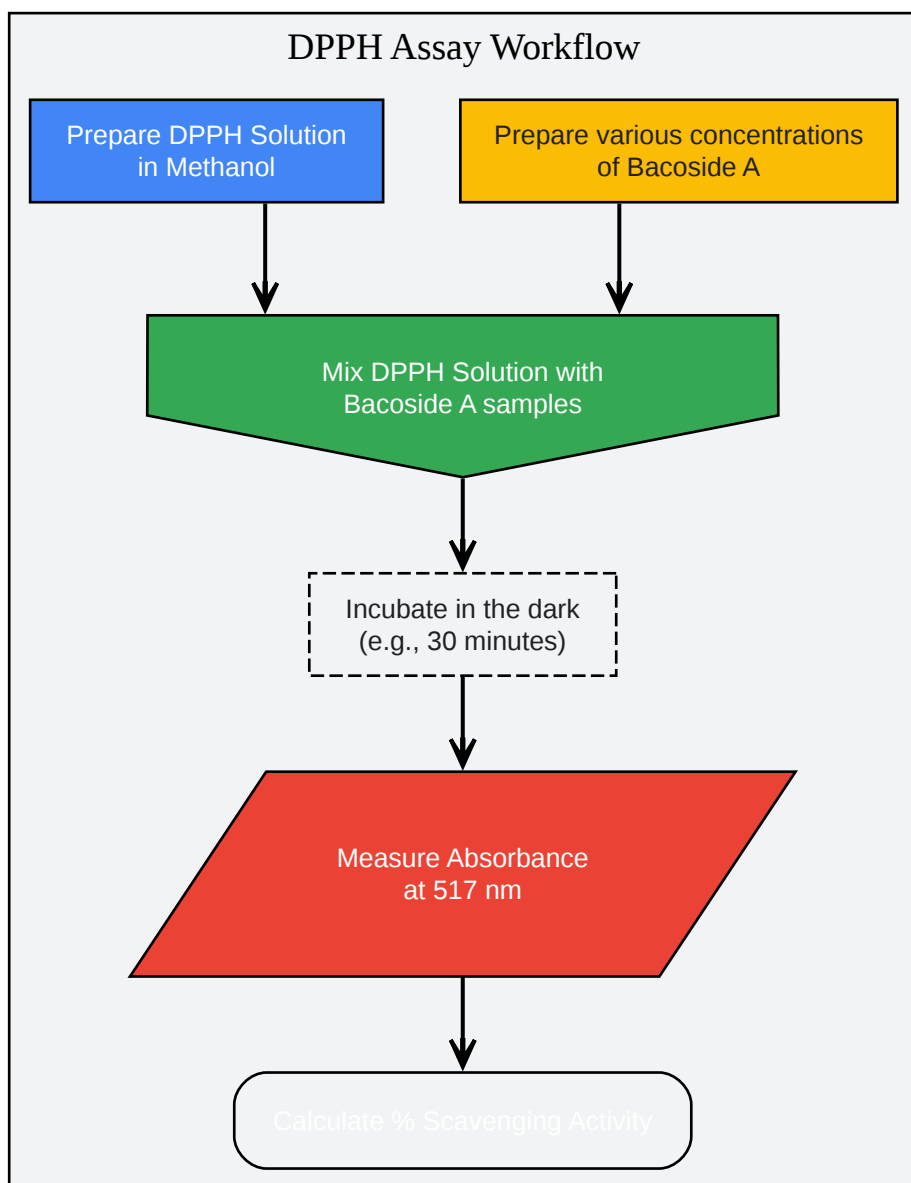 DPPH Assay Workflow
Prepare DPPH Solution
in Methanol
Prepare various concentrations
of Bacoside A
Mix DPPH Solution with
Bacoside A samples
Incubate in the dark
(e.g., 30 minutes)
Measure Absorbance
at 517 nm
Calculate % Scavenging Activity